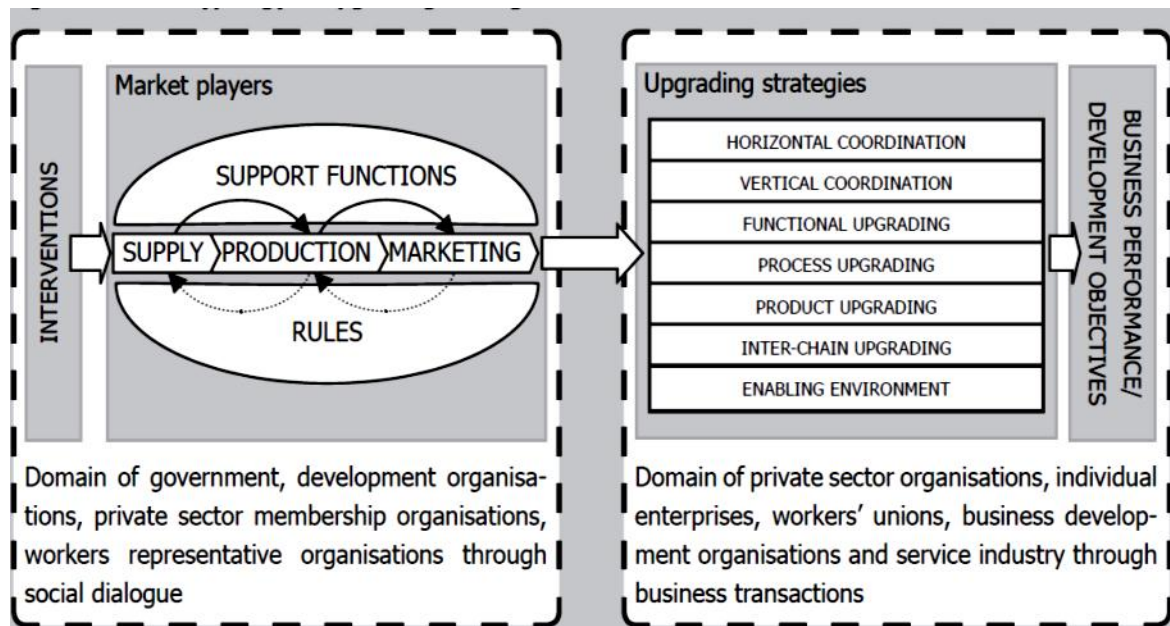 INTERVENTIONS
Market players
SUPPORT FUNCTIONS
SUPPLY
PRODUCTION
MARKETING
RULES
Domain of government, development organisa-
tions, private sector membership organisations,
workers representative organisations through
social dialogue
Upgrading strategies
HORIZONTAL COORDINATION
VERTICAL COORDINATION
FUNCTIONAL UPGRADING
PROCESS UPGRADING
PRODUCT UPGRADING
INTER-CHAIN UPGRADING
ENABLING ENVIRONMENT
BUSINESS PERFORMANCE/
DEVELOPMENT OBJECTIVES
Domain of private sector organisations, individual
enterprises, workers' unions, business develop-
ment organisations and service industry through
business transactions